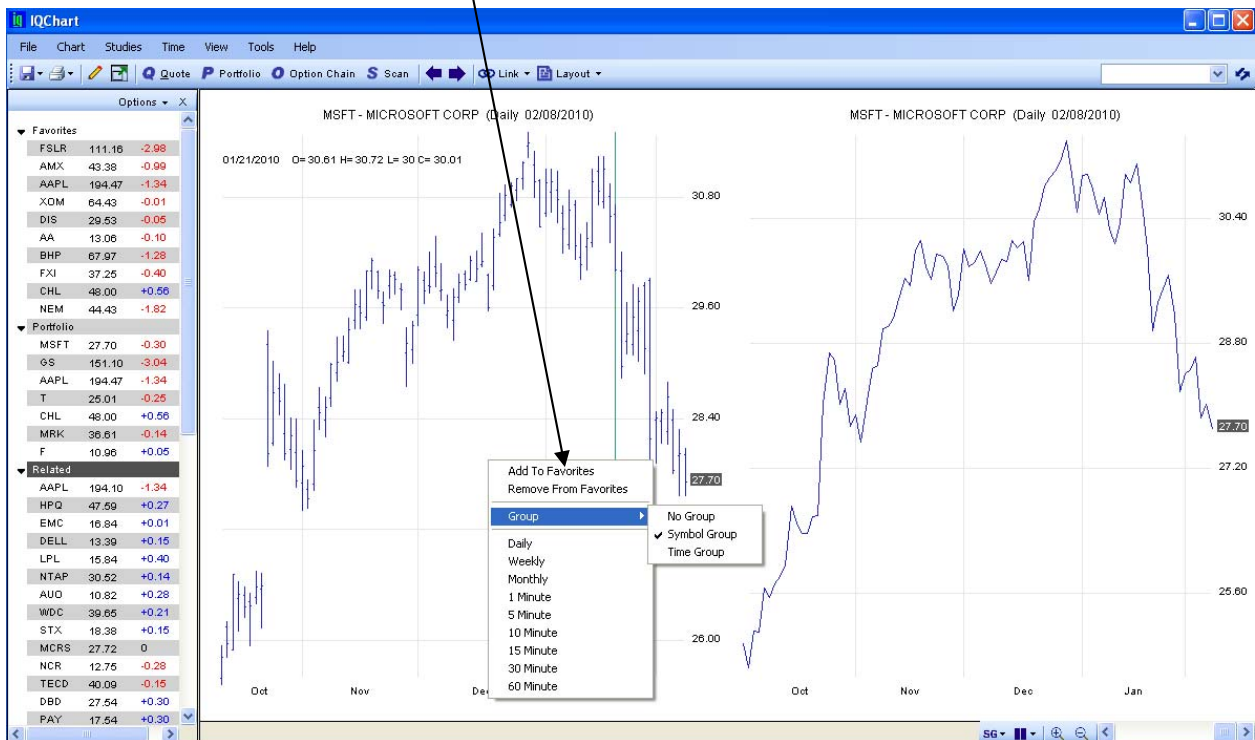 IQChart
File Chart Studies Time View Tools Help
Q Quote P Portfolio O Option Chain S Scan Link Layout
Options X
Favorites
FSLR 111.16 -2.98
AMX 43.38 -0.99
AAPL 194.47 -1.34
XOM 64.43 -0.01
DIS 29.53 -0.05
AA 13.06 -0.10
BHP 67.97 -1.28
FXI 37.25 -0.40
CHL 48.00 +0.56
NEM 44.43 -1.82
Portfolio
MSFT 27.70 -0.30
GS 151.10 -3.04
AAPL 194.47 -1.34
T 25.01 -0.25
CHL 48.00 +0.56
MRK 36.61 -0.14
F 10.96 +0.05
Related
AAPL 194.10 -1.34
HPQ 47.59 +0.27
EMC 16.84 +0.01
DELL 13.39 +0.15
LPL 15.84 +0.40
NTAP 30.52 +0.14
AUO 10.82 +0.28
WDC 39.65 +0.21
STX 18.38 +0.15
MCRS 27.72 0
NCR 12.75 -0.28
TECD 40.09 -0.15
DBD 27.54 +0.30
PAY 17.54 +0.30
MSFT - MICROSOFT CORP (Daily 02/08/2010)
01/21/2010 O= 30.61 H= 30.72 L= 30 C= 30.01
30.80
29.60
28.40
27.70
26.00
Oct Nov Dec
Add To Favorites
Remove From Favorites
Group
Daily
Weekly
Monthly
1 Minute
5 Minute
10 Minute
15 Minute
30 Minute
60 Minute
No Group
Symbol Group
Time Group
MSFT - MICROSOFT CORP (Daily 02/08/2010)
30.40
28.80
27.70
27.20
25.60
Oct Nov Dec Jan
SG